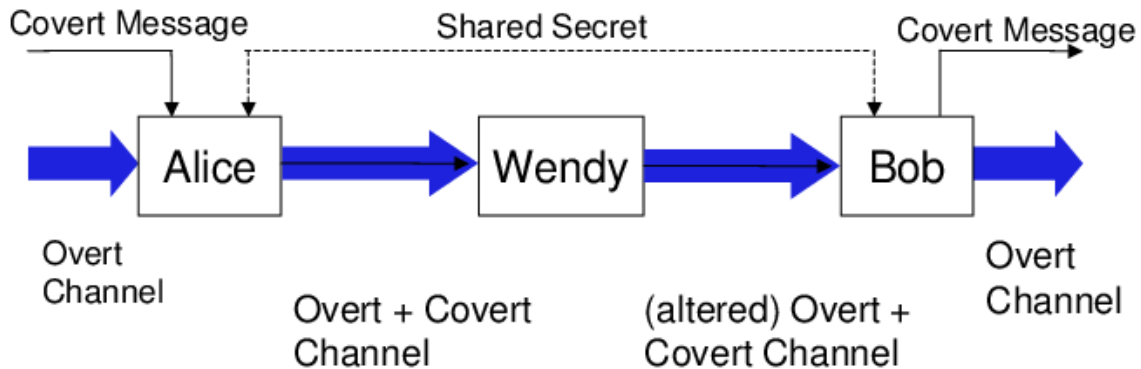 Covert Message
Shared Secret
Covert Message
Alice
Wendy
Bob
Overt
Channel
Overt + Covert
Channel
(altered) Overt +
Covert Channel
Overt
Channel